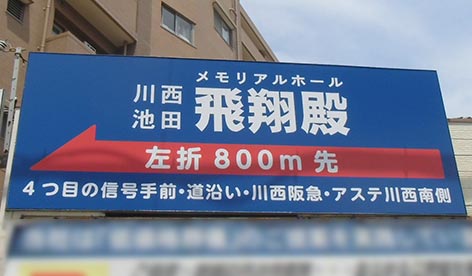 メモリアルホール
川西池田 飛翔殿
左折 800m 先
4つ目の信号手前・道沿い・川西阪急・アステ川西南側